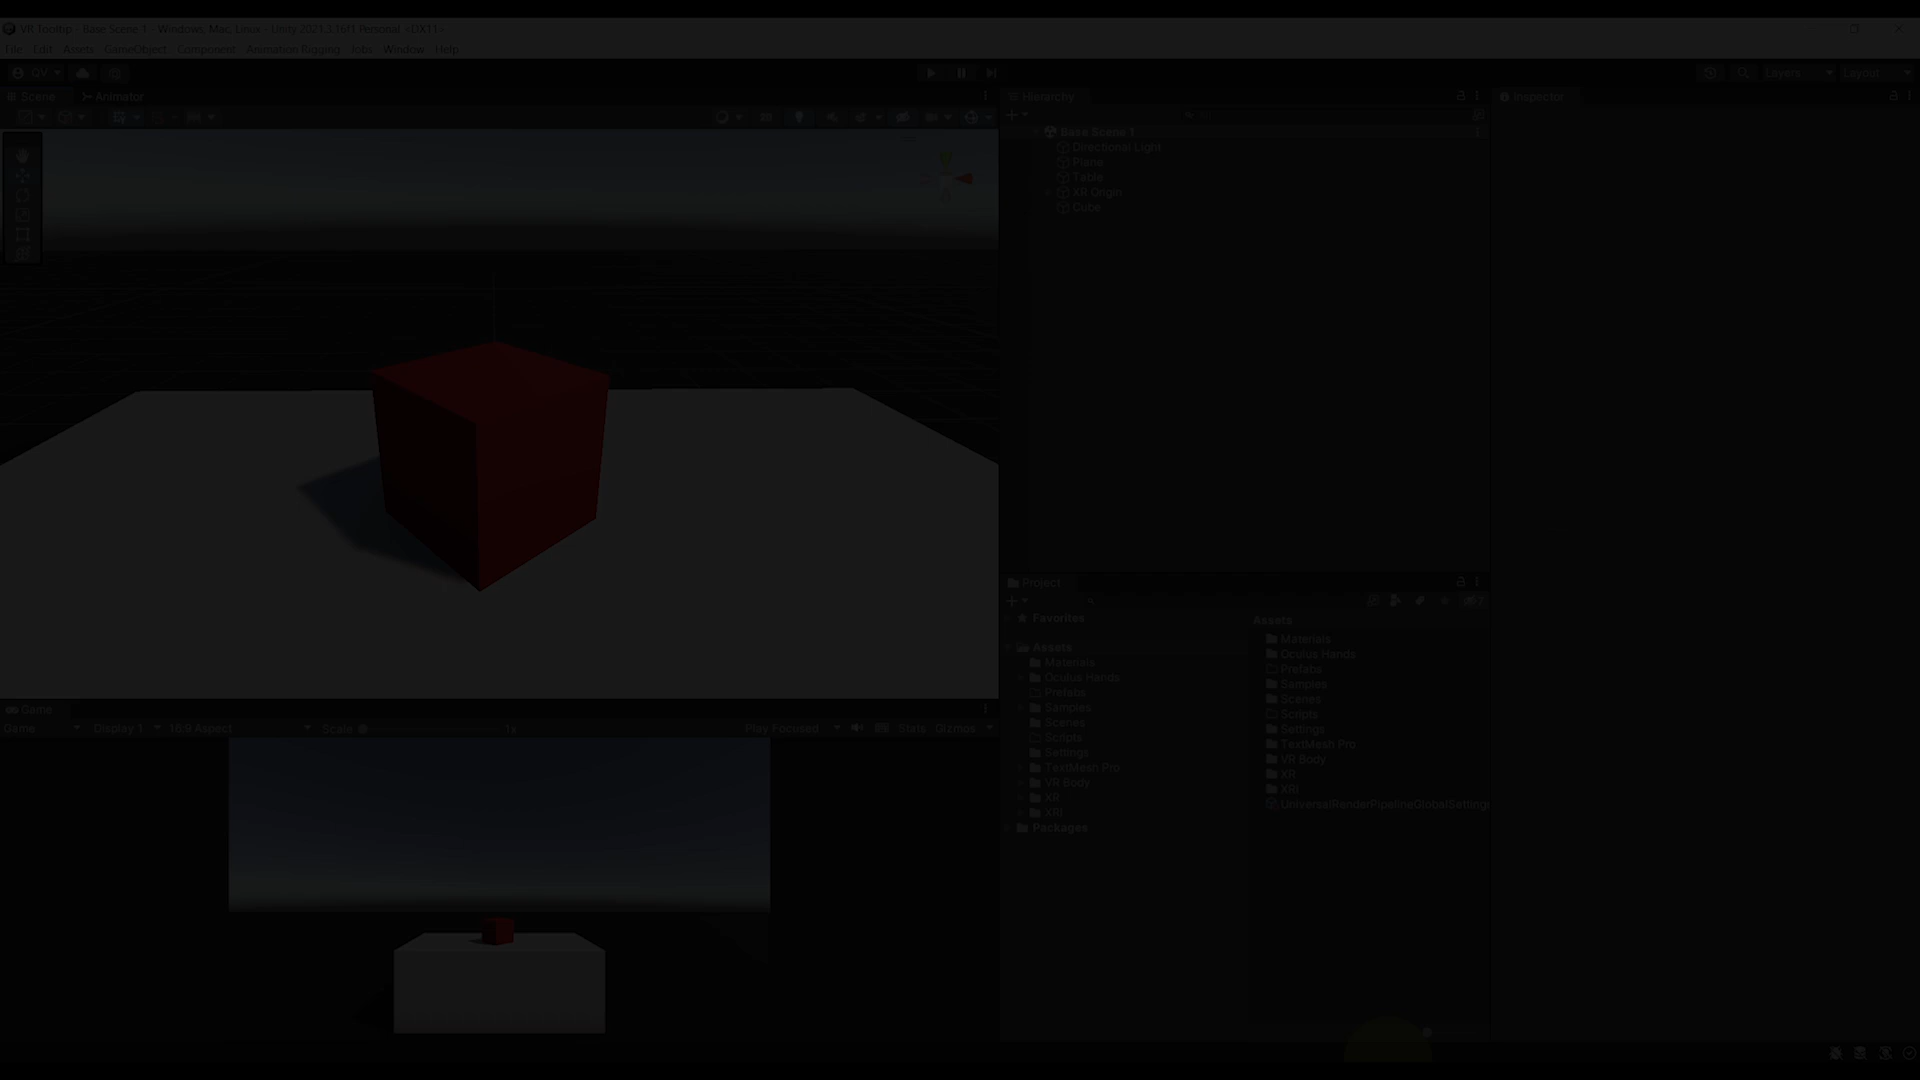 VR Tooltip - Base Scene 1 - Windows, Mac, Linux - Unity 2021.3.16f1 Personal <DX11>
File Edit Assets GameObject Component Animation Rigging Jobs Window Help
OV Layers Layout
Scene Animator
Hierarchy
Inspector
Base Scene 1
Directional Light
Plane
Table
XR Origin
Cube
Project
Favorites
Assets
Materials
Oculus Hands
Prefabs
Samples
Scenes
Scripts
Settings
TextMesh Pro
VR Body
XR
XRI
Packages
Assets
Materials
Oculus Hands
Prefabs
Samples
Scenes
Scripts
Settings
TextMesh Pro
VR Body
XR
XRI
UniversalRenderPipelineGlobalSettings
Game
Game Display 1 16:9 Aspect Scale 1x Play Focused Stats Gizmos